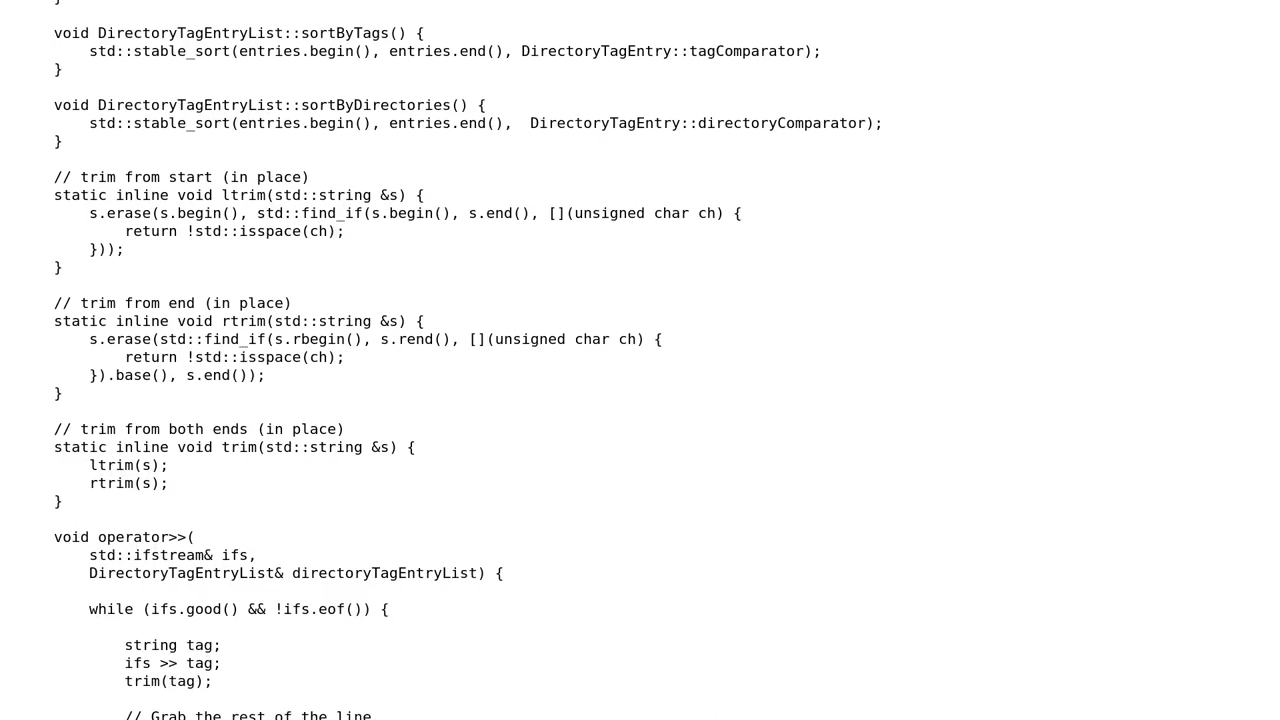 }
void DirectoryTagEntryList::sortByTags() {
    std::stable_sort(entries.begin(), entries.end(), DirectoryTagEntry::tagComparator);
}

void DirectoryTagEntryList::sortByDirectories() {
    std::stable_sort(entries.begin(), entries.end(),  DirectoryTagEntry::directoryComparator);
}

// trim from start (in place)
static inline void ltrim(std::string &s) {
    s.erase(s.begin(), std::find_if(s.begin(), s.end(), [](unsigned char ch) {
        return !std::isspace(ch);
    }));
}

// trim from end (in place)
static inline void rtrim(std::string &s) {
    s.erase(std::find_if(s.rbegin(), s.rend(), [](unsigned char ch) {
        return !std::isspace(ch);
    }).base(), s.end());
}

// trim from both ends (in place)
static inline void trim(std::string &s) {
    ltrim(s);
    rtrim(s);
}

void operator>>(
    std::ifstream& ifs,
    DirectoryTagEntryList& directoryTagEntryList) {

    while (ifs.good() && !ifs.eof()) {

        string tag;
        ifs >> tag;
        trim(tag);

        // Grab the rest of the line